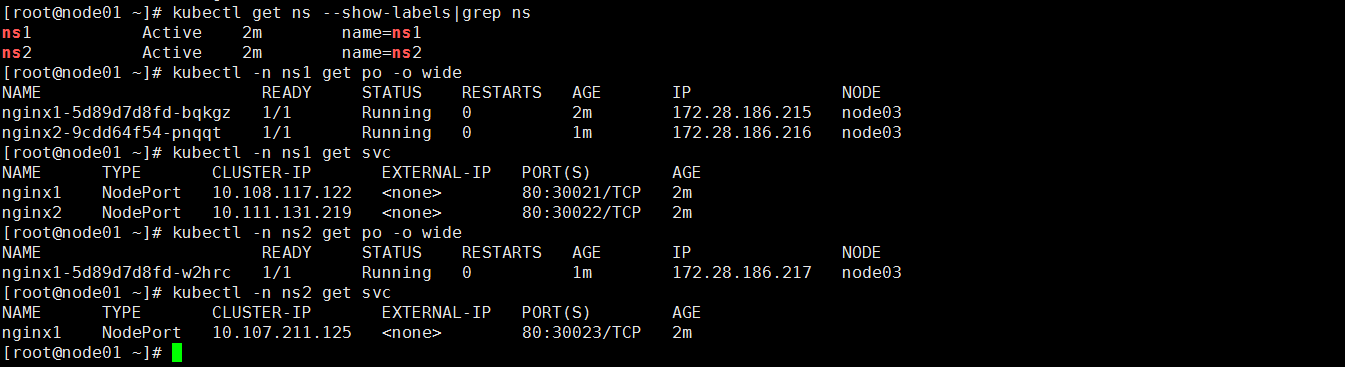 [root@node01 ~]# kubectl get ns --show-labels|grep ns
ns1           Active    2m        name=ns1
ns2           Active    2m        name=ns2
[root@node01 ~]# kubectl -n ns1 get po -o wide
NAME                      READY     STATUS    RESTARTS   AGE       IP               NODE
nginx1-5d89d7d8fd-bqkgz   1/1       Running   0          2m        172.28.186.215   node03
nginx2-9cdd64f54-pnqqt    1/1       Running   0          1m        172.28.186.216   node03
[root@node01 ~]# kubectl -n ns1 get svc
NAME      TYPE       CLUSTER-IP       EXTERNAL-IP   PORT(S)        AGE
nginx1    NodePort   10.108.117.122   <none>        80:30021/TCP   2m
nginx2    NodePort   10.111.131.219   <none>        80:30022/TCP   2m
[root@node01 ~]# kubectl -n ns2 get po -o wide
NAME                      READY     STATUS    RESTARTS   AGE       IP               NODE
nginx1-5d89d7d8fd-w2hrc   1/1       Running   0          1m        172.28.186.217   node03
[root@node01 ~]# kubectl -n ns2 get svc
NAME      TYPE       CLUSTER-IP       EXTERNAL-IP   PORT(S)        AGE
nginx1    NodePort   10.107.211.125   <none>        80:30023/TCP   2m
[root@node01 ~]#